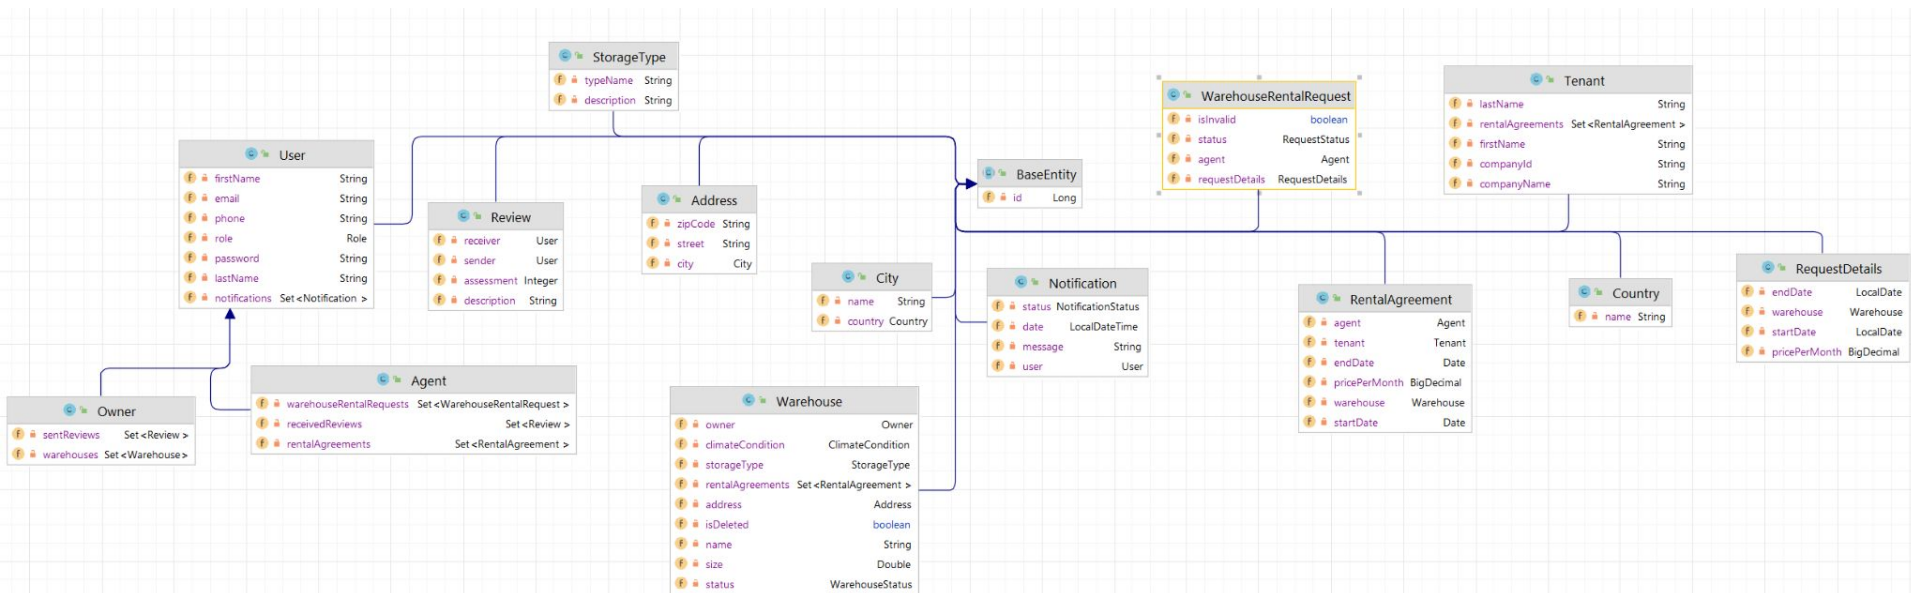 StorageType
typeName String
description String
User
firstName String
email String
phone String
role Role
password String
lastName String
notifications Set<Notification >
Review
receiver User
sender User
assessment Integer
description String
Address
zipCode String
street String
city City
City
name String
country Country
BaseEntity
id Long
WarehouseRentalRequest
isInvalid boolean
status RequestStatus
agent Agent
requestDetails RequestDetails
Tenant
lastName String
rentalAgreements Set<RentalAgreement >
firstName String
companyId String
companyName String
Notification
status NotificationStatus
date LocalDateTime
message String
user User
RentalAgreement
agent Agent
tenant Tenant
endDate Date
pricePerMonth BigDecimal
warehouse Warehouse
startDate Date
Country
name String
RequestDetails
endDate LocalDate
warehouse Warehouse
startDate LocalDate
pricePerMonth BigDecimal
Owner
sentReviews Set<Review >
warehouses Set<Warehouse>
Agent
warehouseRentalRequests Set<WarehouseRentalRequest >
receivedReviews Set<Review >
rentalAgreements Set<RentalAgreement >
Warehouse
owner Owner
climateCondition ClimateCondition
storageType StorageType
rentalAgreements Set<RentalAgreement >
address Address
isDeleted boolean
name String
size Double
status WarehouseStatus